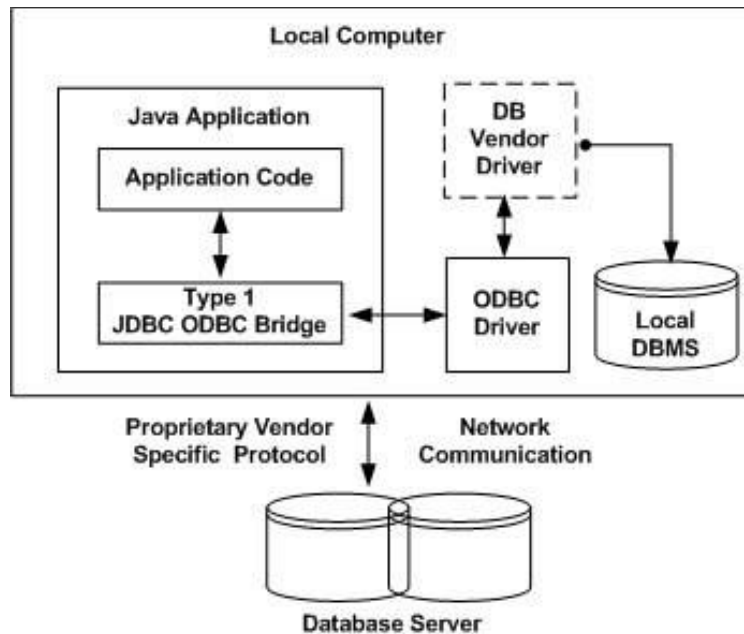 Local Computer
Java Application
Application Code
Type 1
JDBC ODBC Bridge
DB
Vendor
Driver
ODBC
Driver
Local
DBMS
Proprietary Vendor
Specific Protocol
Network
Communication
Database Server